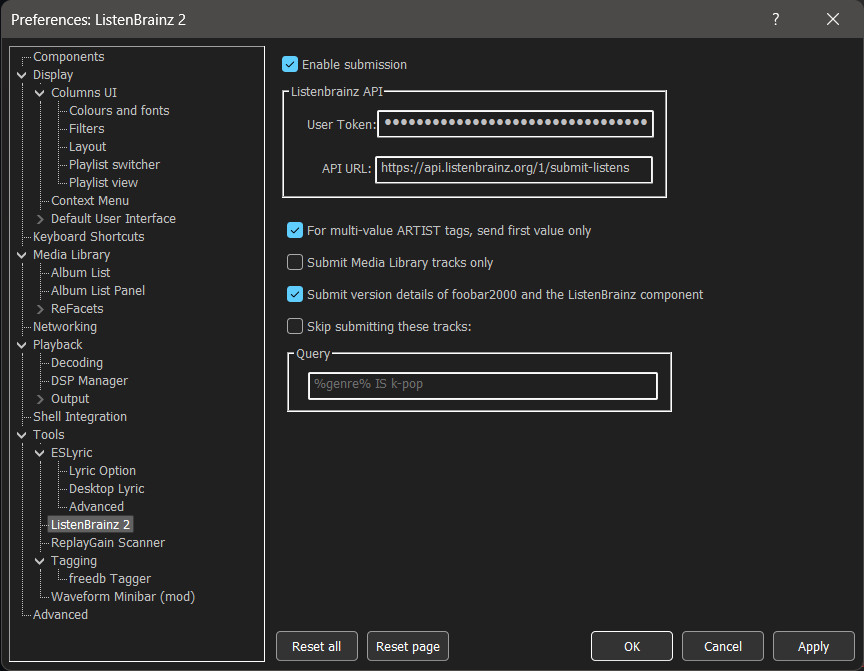 Preferences: ListenBrainz 2
?
Components
Display
Columns UI
Colours and fonts
Filters
Layout
Playlist switcher
Playlist view
Context Menu
Default User Interface
Keyboard Shortcuts
Media Library
Album List
Album List Panel
ReFacets
Networking
Playback
Decoding
DSP Manager
Output
Shell Integration
Tools
ESLyric
Lyric Option
Desktop Lyric
Advanced
ListenBrainz 2
ReplayGain Scanner
Tagging
freedb Tagger
Waveform Minibar (mod)
Advanced
Enable submission
Listenbrainz API
User Token:
API URL: https://api.listenbrainz.org/1/submit-listens
For multi-value ARTIST tags, send first value only
Submit Media Library tracks only
Submit version details of foobar2000 and the ListenBrainz component
Skip submitting these tracks:
Query
%genre% IS k-pop
Reset all Reset page OK Cancel Apply